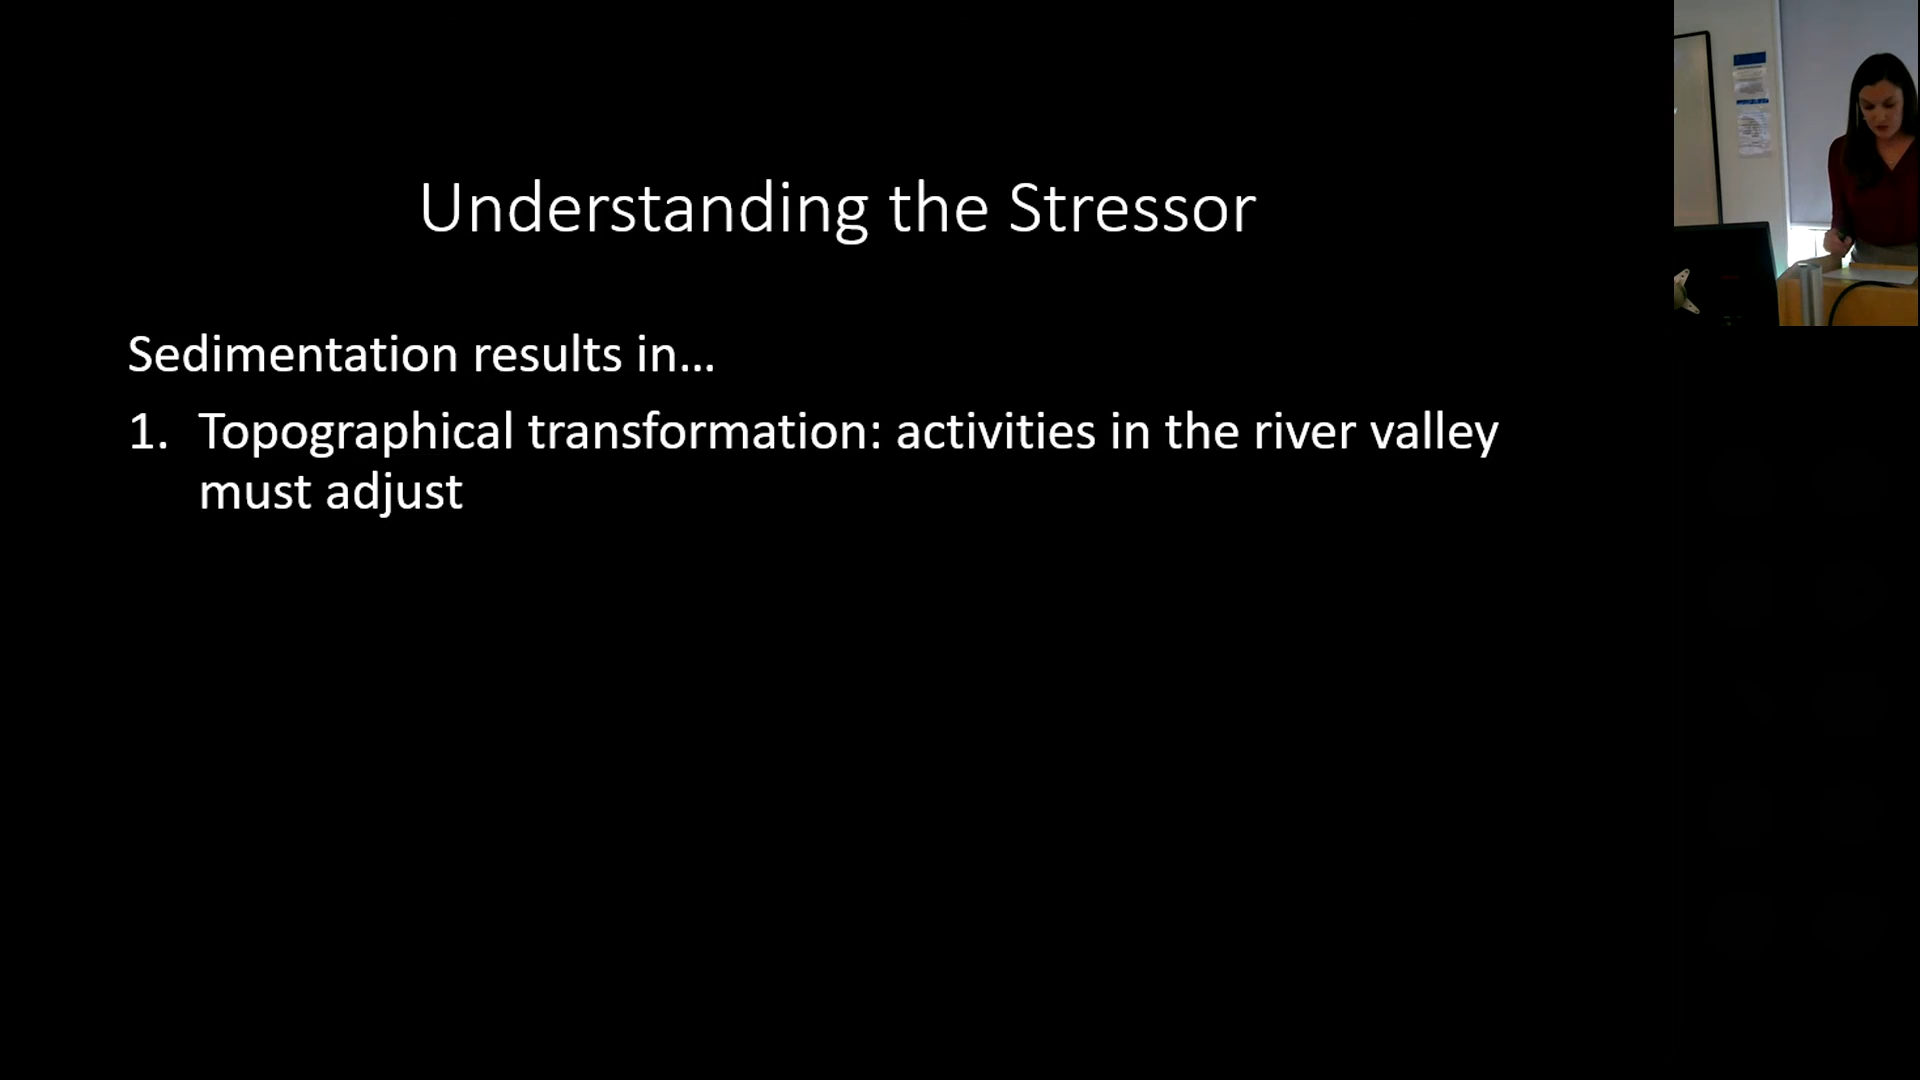 Understanding the Stressor
Sedimentation results in...
1. Topographical transformation: activities in the river valley
must adjust